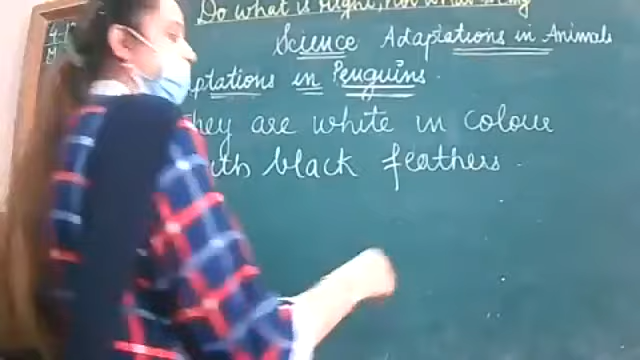 Do what is right, not what
Science Adaptations in Animals
ptations in Penguins.
hey are white in colour
th black feathers.